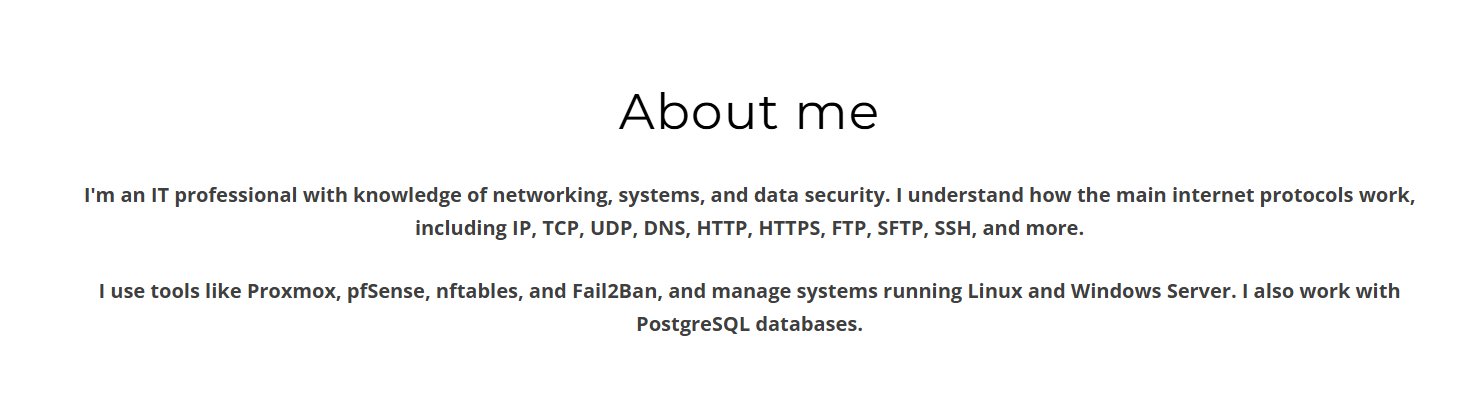 About me
I'm an IT professional with knowledge of networking, systems, and data security. I understand how the main internet protocols work,
including IP, TCP, UDP, DNS, HTTP, HTTPS, FTP, SFTP, SSH, and more.
I use tools like Proxmox, pfSense, nftables, and Fail2Ban, and manage systems running Linux and Windows Server. I also work with
PostgreSQL databases.